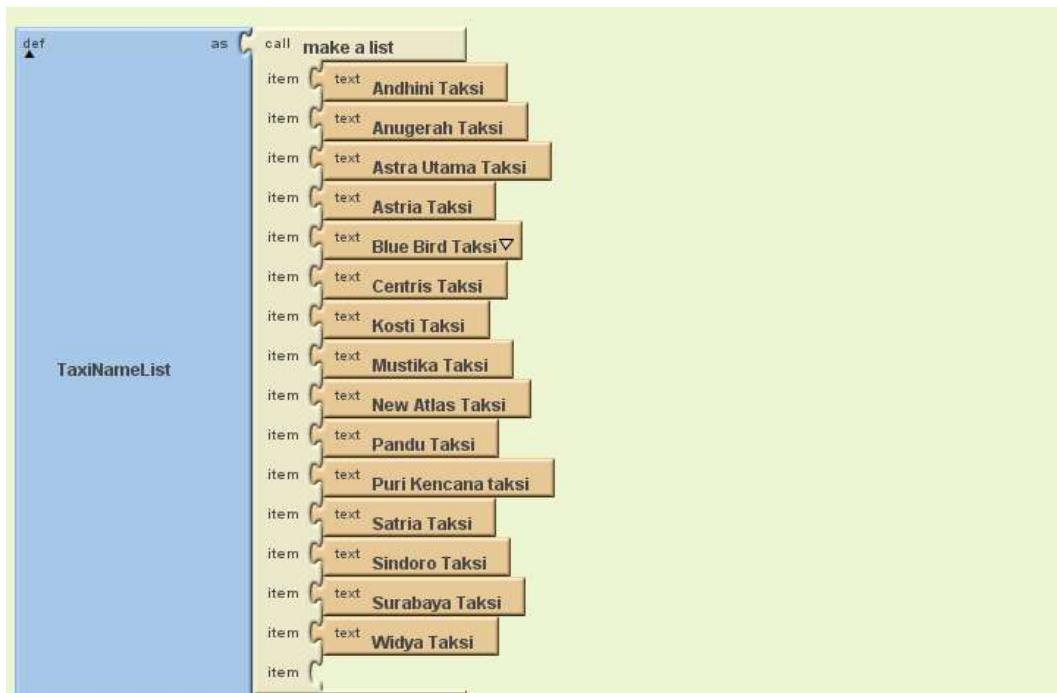 def as call make a list
item text Andhini Taksi
item text Anugerah Taksi
item text Astra Utama Taksi
item text Astria Taksi
item text Blue Bird Taksi
item text Centris Taksi
item text Kosti Taksi
item text Mustika Taksi
TaxiNameList
item text New Atlas Taksi
item text Pandu Taksi
item text Puri Kencana taksi
item text Satria Taksi
item text Sindoro Taksi
item text Surabaya Taksi
item text Widya Taksi
item